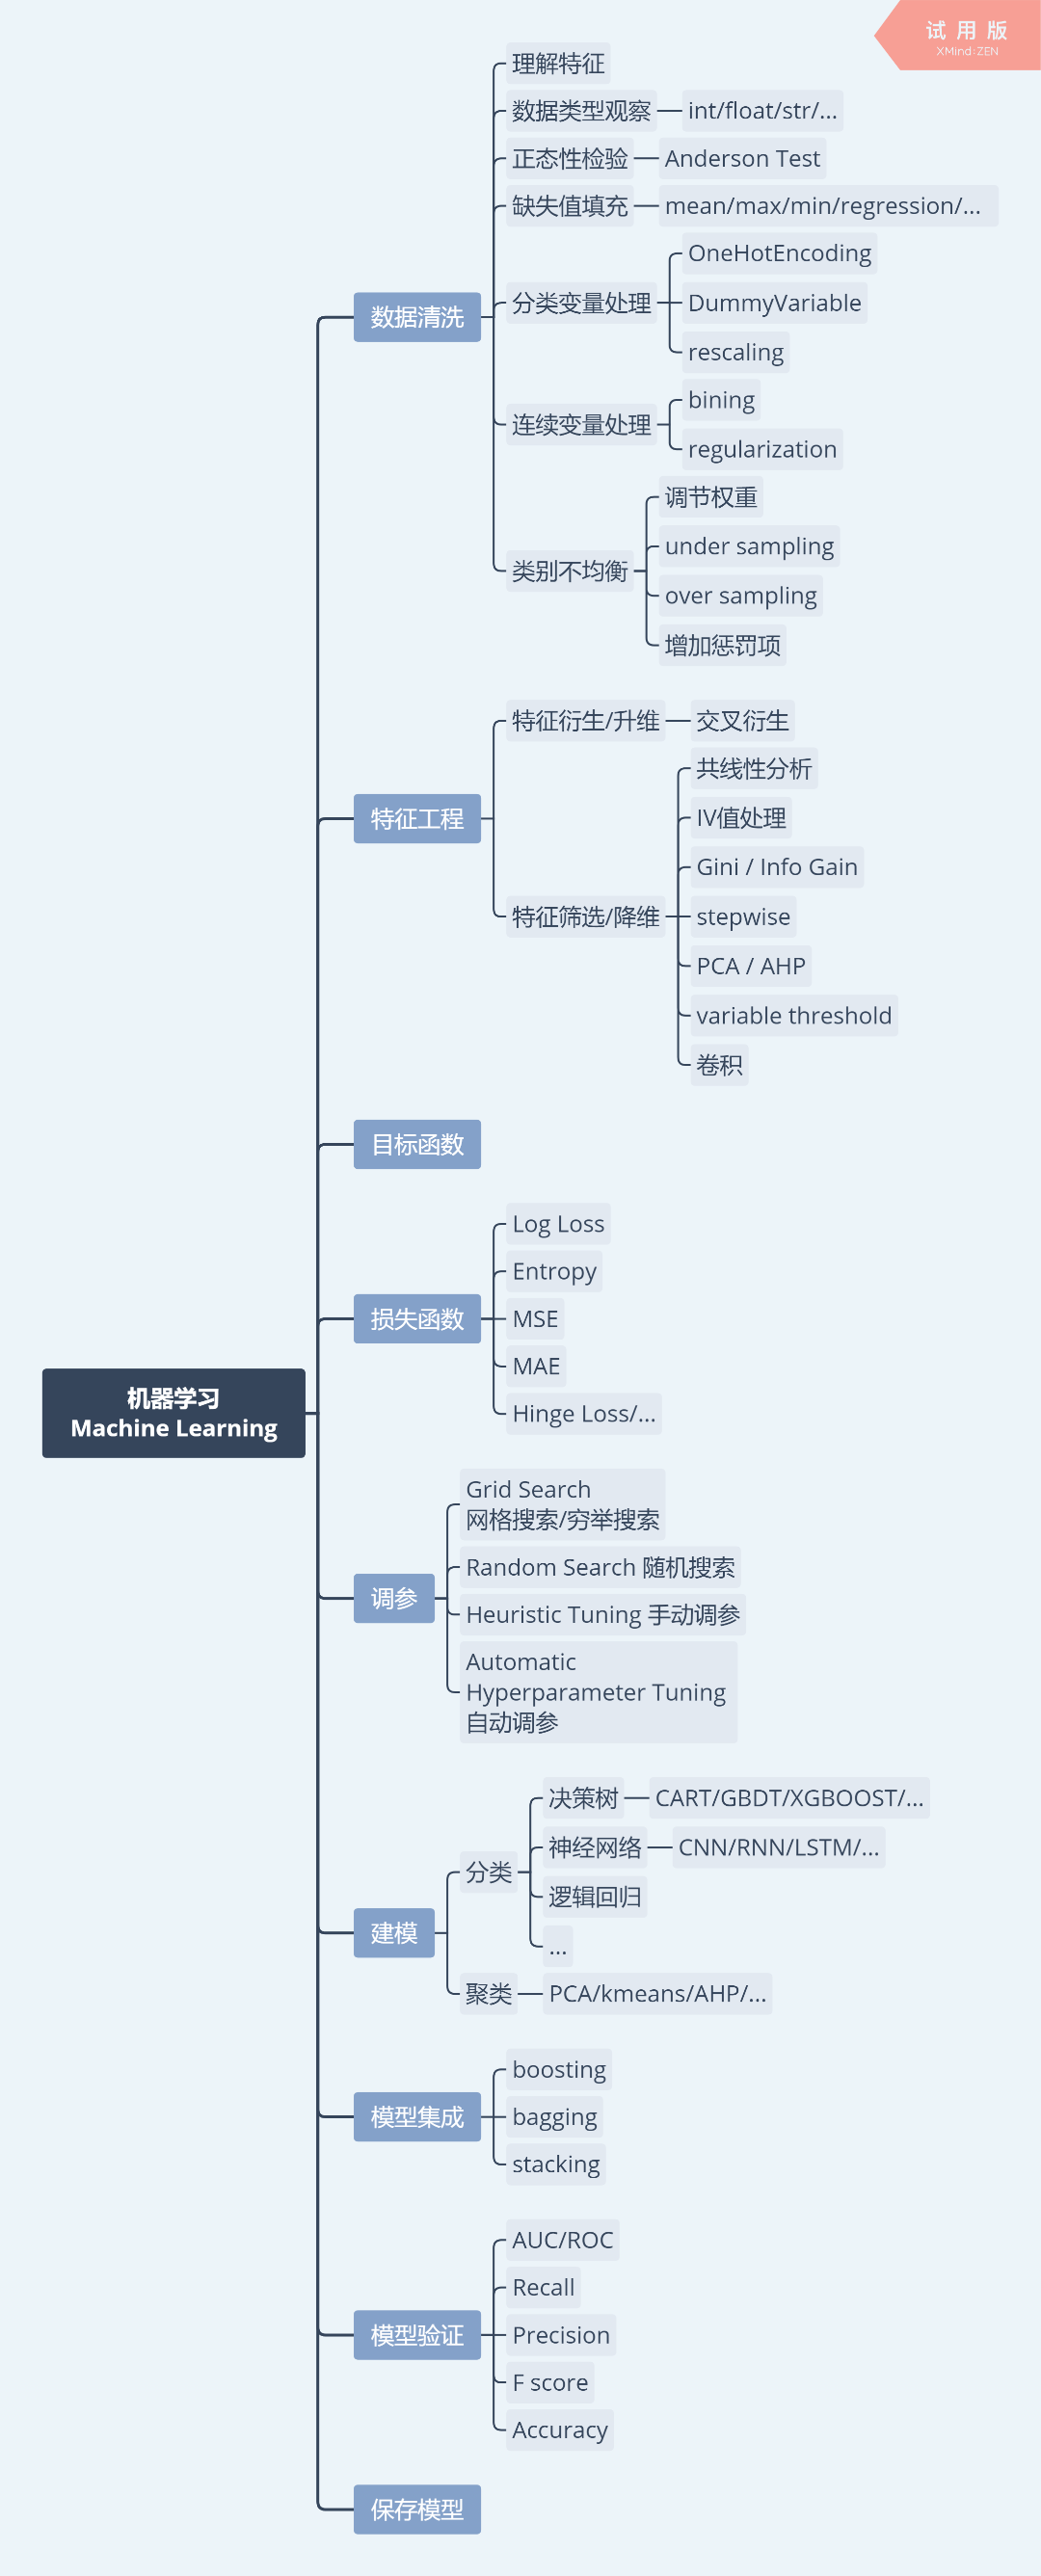 试用版
XMind:ZEN
机器学习
Machine Learning
数据清洗
理解特征
数据类型观察
int/float/str/...
正态性检验
Anderson Test
缺失值填充
mean/max/min/regression/...
分类变量处理
OneHotEncoding
DummyVariable
rescaling
连续变量处理
bining
regularization
类别不均衡
调节权重
under sampling
over sampling
增加惩罚项
特征工程
特征衍生/升维
交叉衍生
特征筛选/降维
共线性分析
IV值处理
Gini / Info Gain
stepwise
PCA / AHP
variable threshold
卷积
目标函数
损失函数
Log Loss
Entropy
MSE
MAE
Hinge Loss/...
调参
Grid Search
网格搜索/穷举搜索
Random Search 随机搜索
Heuristic Tuning 手动调参
Automatic
Hyperparameter Tuning
自动调参
建模
分类
决策树
CART/GBDT/XGBOOST/...
神经网络
CNN/RNN/LSTM/...
逻辑回归
...
聚类
PCA/kmeans/AHP/...
模型集成
boosting
bagging
stacking
模型验证
AUC/ROC
Recall
Precision
F score
Accuracy
保存模型